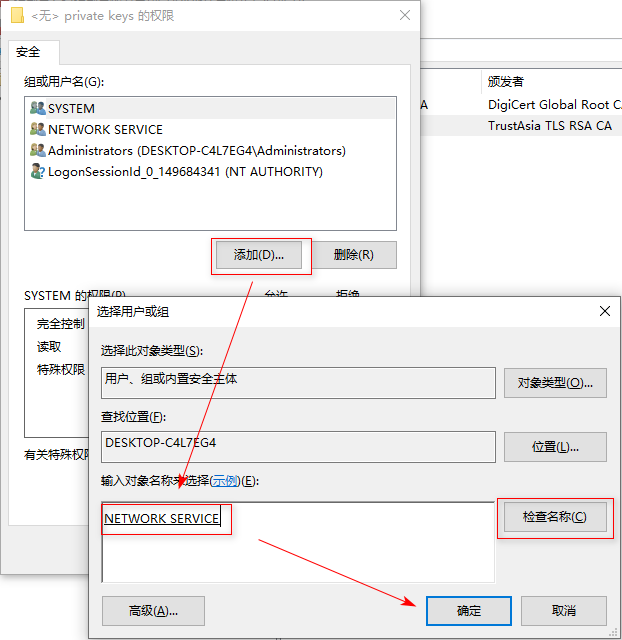 <无> private keys 的权限
安全
组或用户名(G):
SYSTEM
NETWORK SERVICE
Administrators (DESKTOP-C4L7EG4\Administrators)
LogonSessionId_0_149684341 (NT AUTHORITY)
添加(D)...
删除(R)
SYSTEM 的权限(P)
允许
拒绝
完全控制
读取
特殊权限
有关特殊权限
颁发者
A
DigiCert Global Root C
TrustAsia TLS RSA CA
选择用户或组
选择此对象类型(S):
用户、组或内置安全主体
对象类型(O)...
查找位置(F):
DESKTOP-C4L7EG4
位置(L)...
输入对象名称来选择(示例)(E):
NETWORK SERVICE
检查名称(C)
高级(A)...
确定
取消